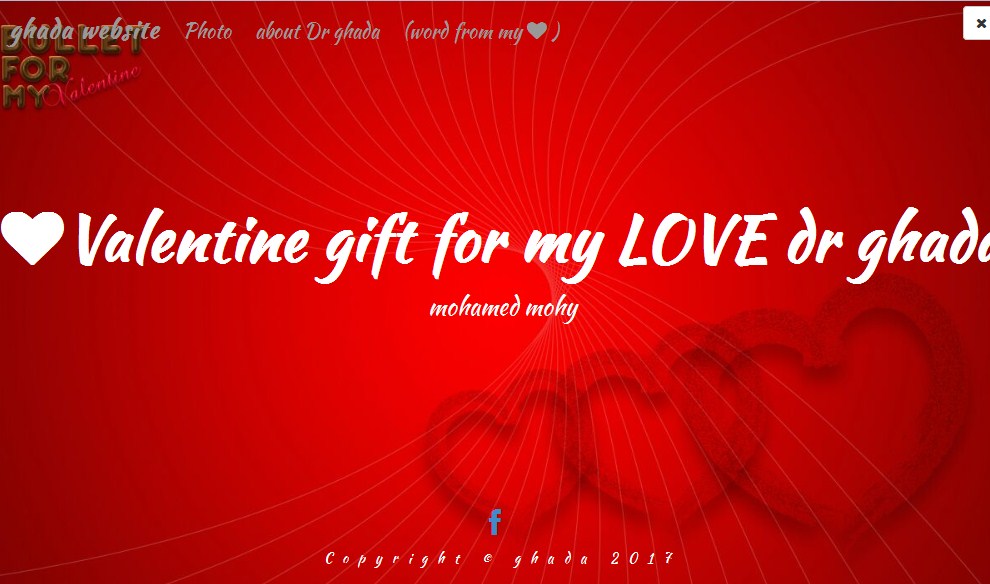 ghada website Photo about Dr ghada (word from my ♥ )
BULLET
FOR
MY Valentine
♥ Valentine gift for my LOVE dr ghada
mohamed mohy
f
Copyright © ghada 2017